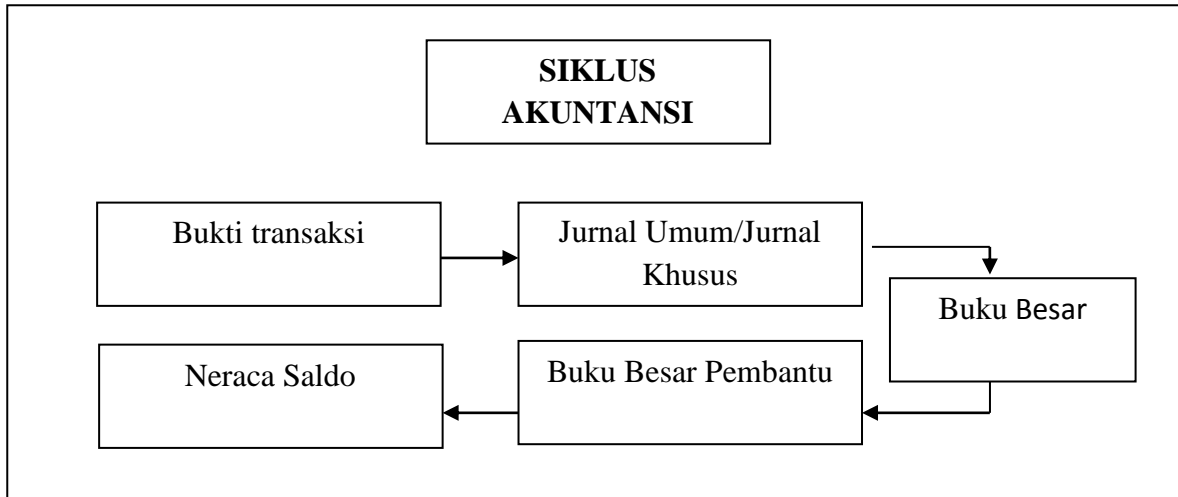 SIKLUS
AKUNTANSI
Bukti transaksi
Jurnal Umum/Jurnal
Khusus
Buku Besar
Buku Besar Pembantu
Neraca Saldo